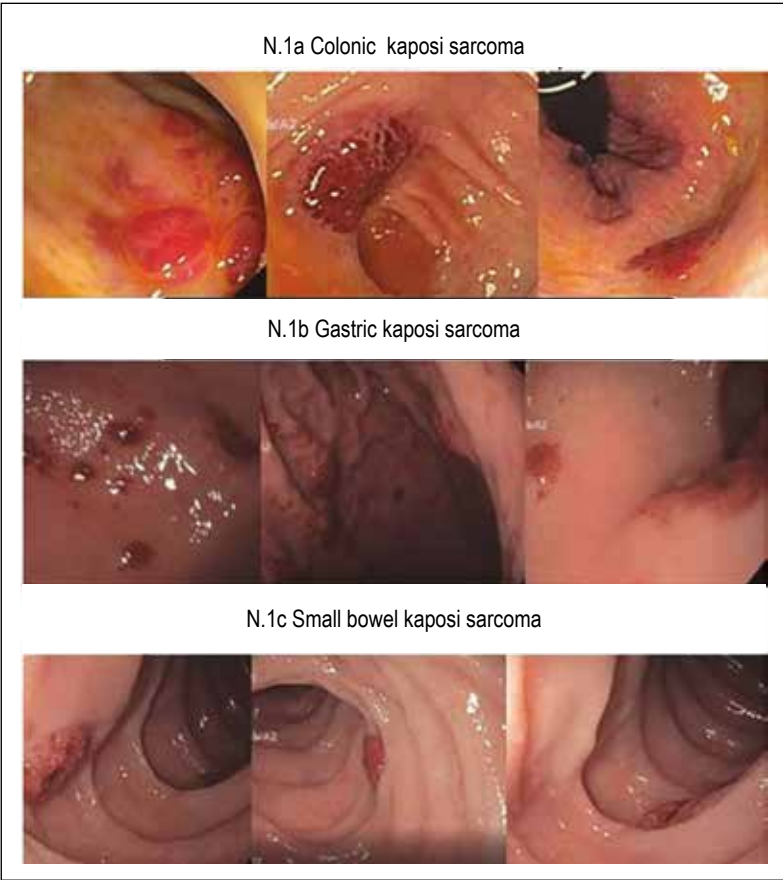 N.1a Colonic kaposi sarcoma
N.1b Gastric kaposi sarcoma
N.1c Small bowel kaposi sarcoma